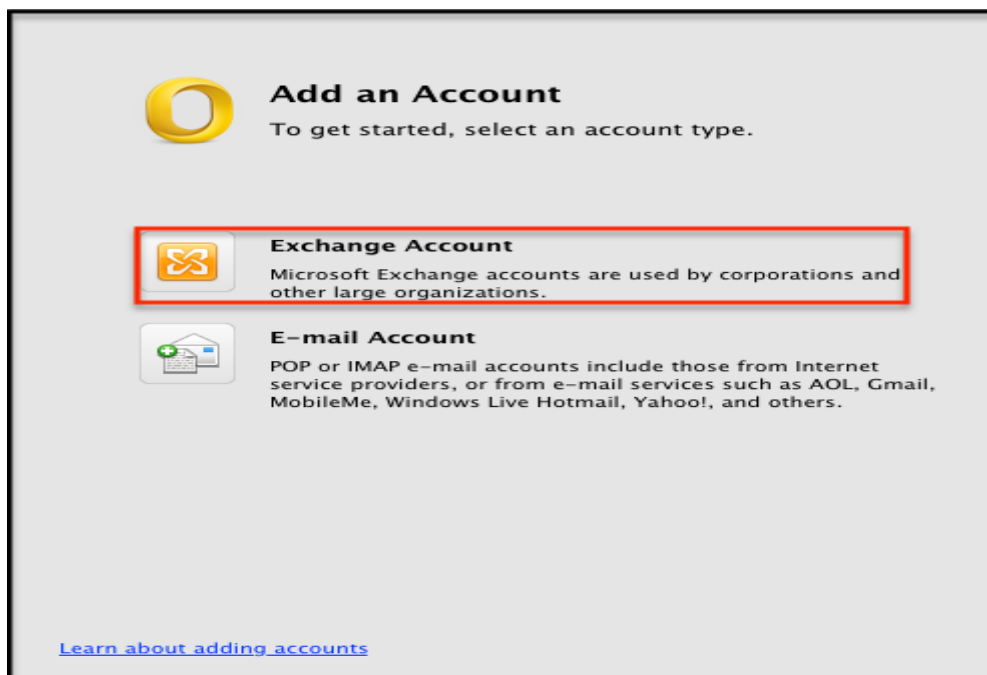 Add an Account
To get started, select an account type.
Exchange Account
Microsoft Exchange accounts are used by corporations and
other large organizations.
E-mail Account
POP or IMAP e-mail accounts include those from Internet
service providers, or from e-mail services such as AOL, Gmail,
MobileMe, Windows Live Hotmail, Yahoo!, and others.
Learn about adding accounts